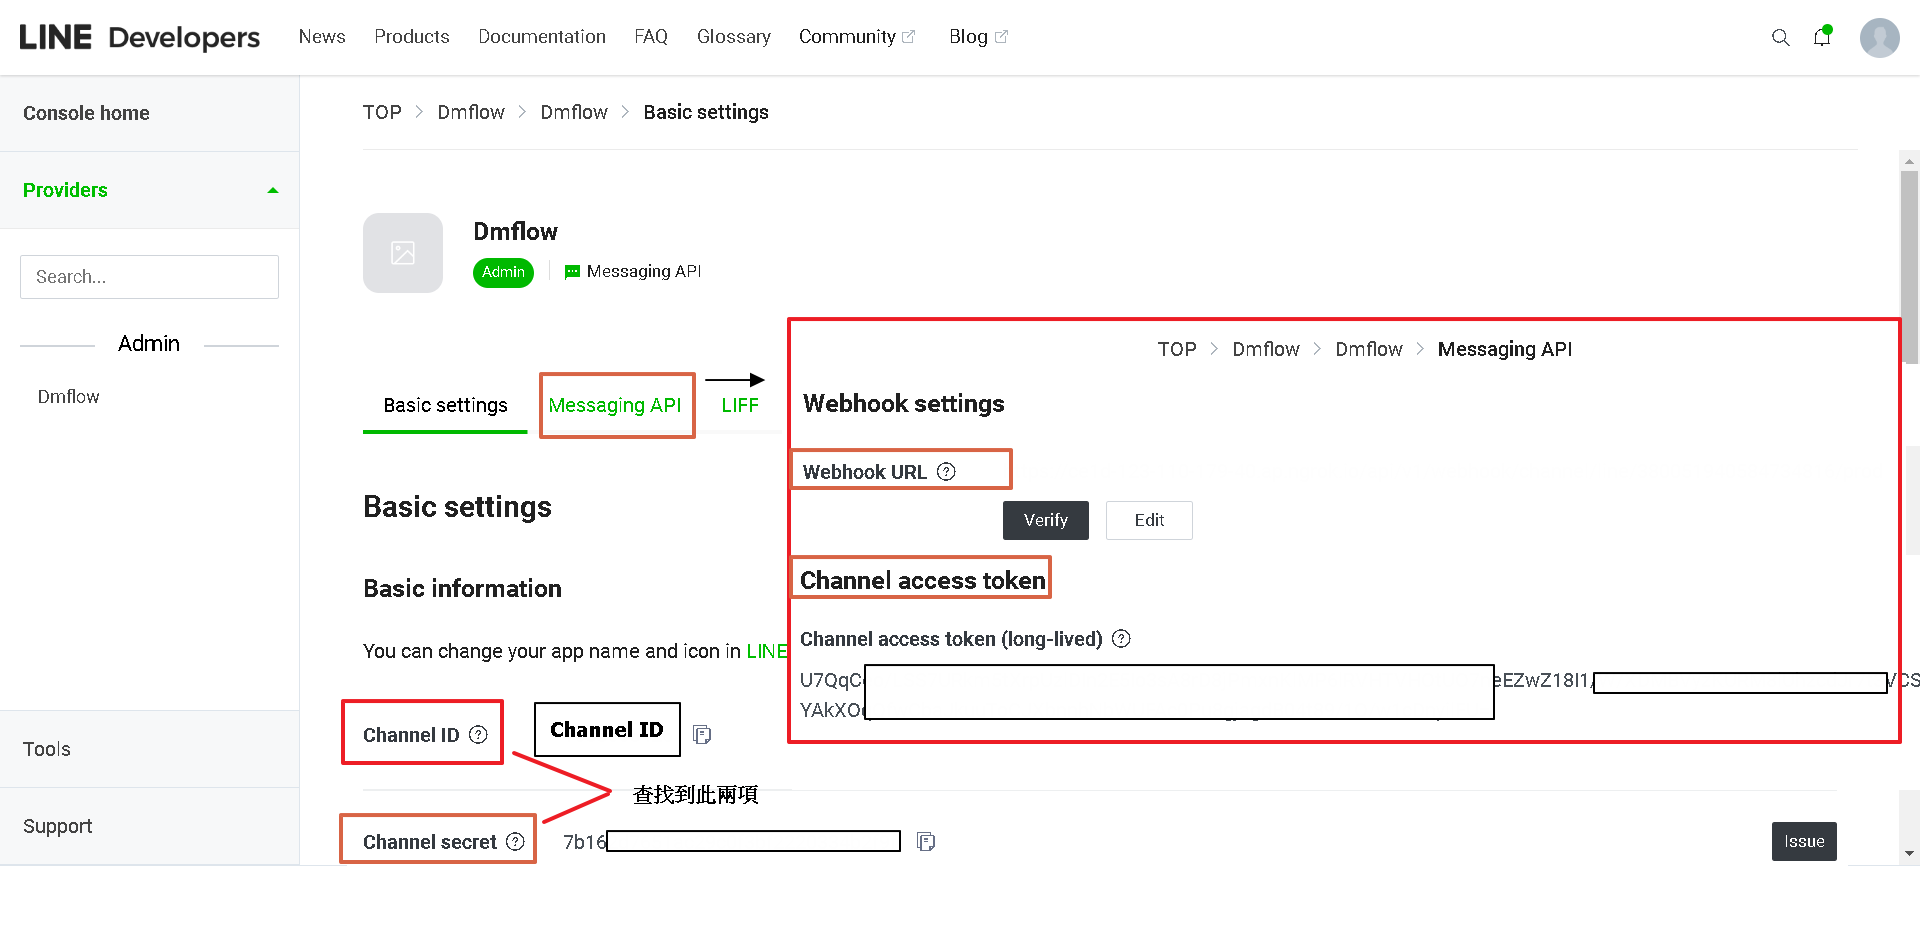 LINE Developers
News Products Documentation FAQ Glossary Community Blog
Console home
Providers
Search...
Admin
Dmflow
Tools
Support
TOP > Dmflow > Dmflow > Basic settings
Dmflow
Admin
Messaging API
Basic settings Messaging API LIFF
Basic settings
Basic information
You can change your app name and icon in LINE
Channel ID ?
Channel ID
查找到此兩項
Channel secret ?
7b16
Issue
TOP > Dmflow > Dmflow > Messaging API
Webhook settings
Webhook URL ?
Verify Edit
Channel access token
Channel access token (long-lived) ?
U7QqC eEZwZ18I1/ VCS
YAkXO